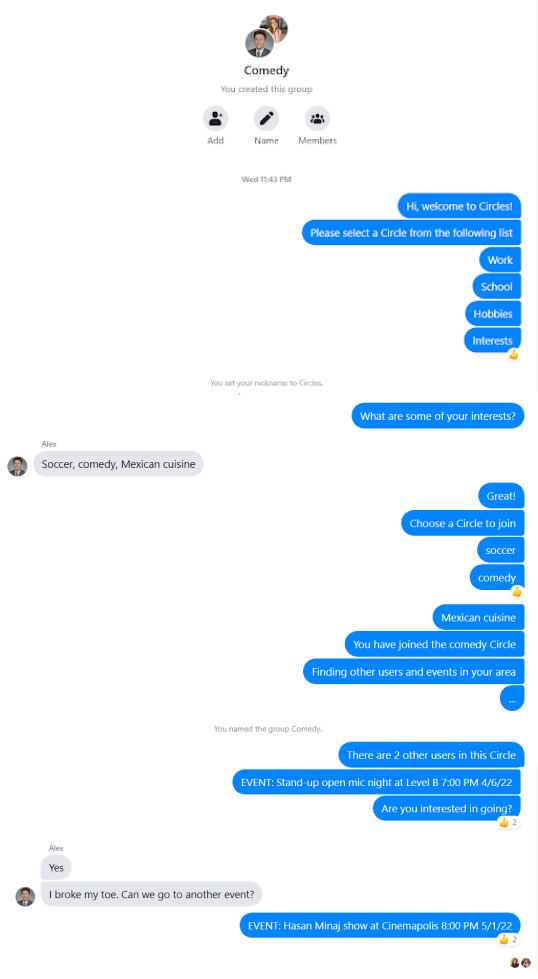 Comedy
You created this group
Add Name Members
Wed 11:43 PM
Hi, welcome to Circles!
Please select a Circle from the following list
Work
School
Hobbies
Interests
You set your nickname to Circles.
What are some of your interests?
Alex
Soccer, comedy, Mexican cuisine
Great!
Choose a Circle to join
soccer
comedy
Mexican cuisine
You have joined the comedy Circle
Finding other users and events in your area
...
You named the group Comedy.
There are 2 other users in this Circle
EVENT: Stand-up open mic night at Level B 7:00 PM 4/6/22
Are you interested in going?
2
Alex
Yes
I broke my toe. Can we go to another event?
EVENT: Hasan Minaj show at Cinemapolis 8:00 PM 5/1/22
2